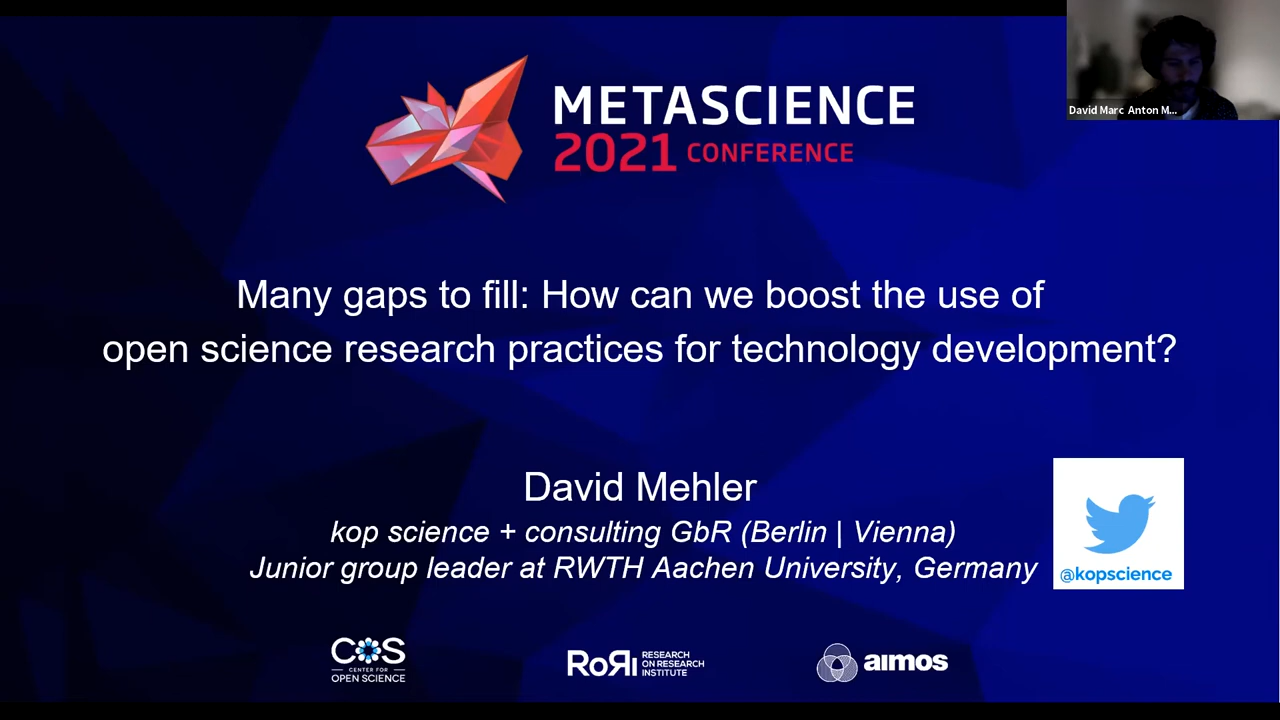 David Marc Anton M...
METASCIENCE
2021 CONFERENCE
Many gaps to fill: How can we boost the use of
open science research practices for technology development?
David Mehler
kop science + consulting GbR (Berlin | Vienna)
Junior group leader at RWTH Aachen University, Germany
@kopscience
COS
CENTER FOR
OPEN SCIENCE
RoRI
RESEARCH
ON RESEARCH
INSTITUTE
aimos